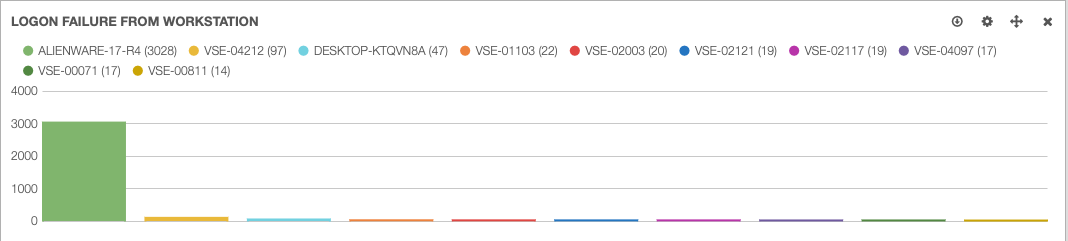 LOGON FAILURE FROM WORKSTATION
ALIENWARE-17-R4 (3028) VSE-04212 (97) DESKTOP-KTQVN8A (47) VSE-01103 (22) VSE-02003 (20) VSE-02121 (19) VSE-02117 (19) VSE-04097 (17)
VSE-00071 (17) VSE-00811 (14)
4000
3000
2000
1000
0